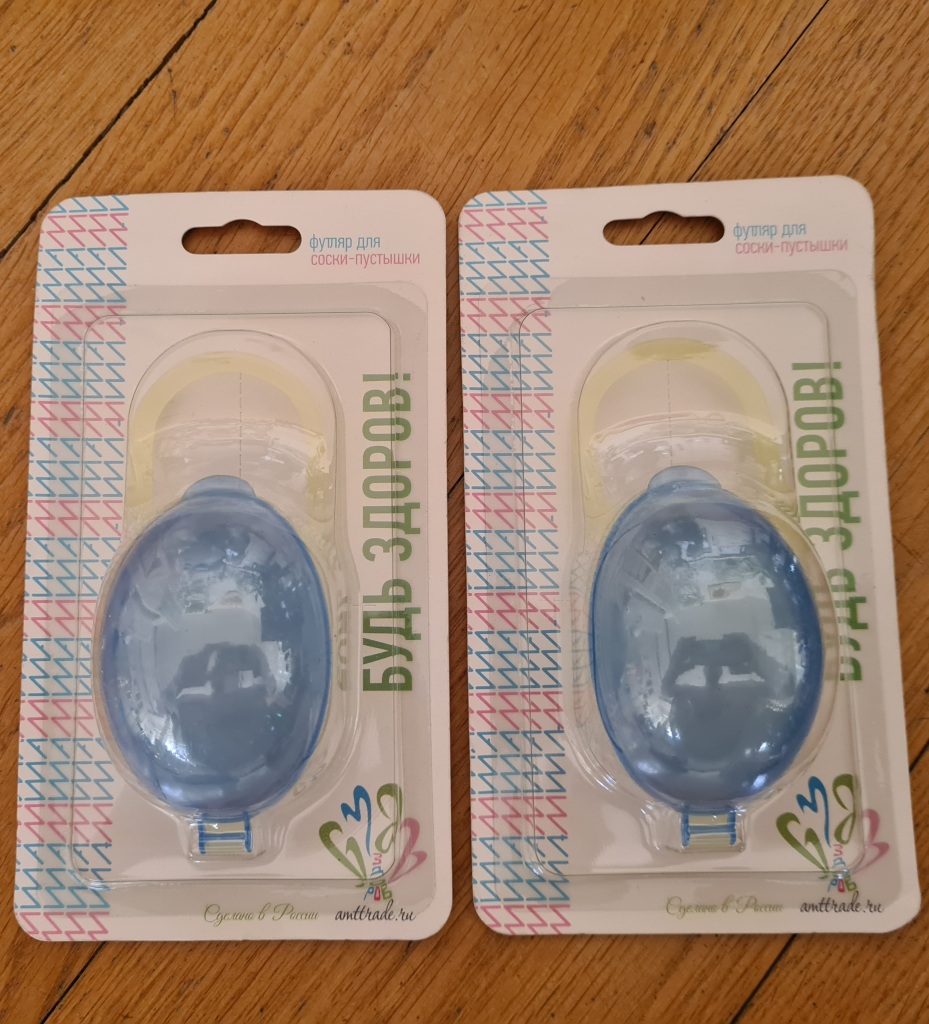 футляр для
соски-пустышки
БУДЬ ЗДОРОВ!
Сделано в России amttrade.ru
футляр для
соски-пустышки
БУДЬ ЗДОРОВ!
Сделано в России amttrade.ru